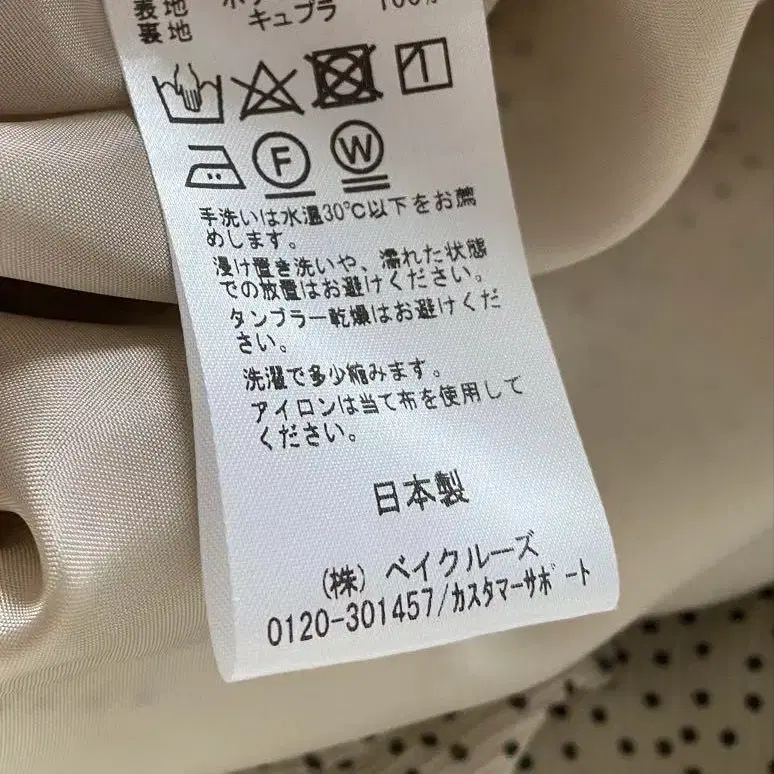 表地
裏地 キュプラ 100%
F W
手洗いは水温30℃以下をお薦
めします。
浸け置き洗いや、濡れた状態
での放置はお避けください。
タンブラー乾燥はお避けくだ
さい。
洗濯で多少縮みます。
アイロンは当て布を使用して
ください。
日本製
(株) ベイクルーズ
0120-301457/カスタマーサポート